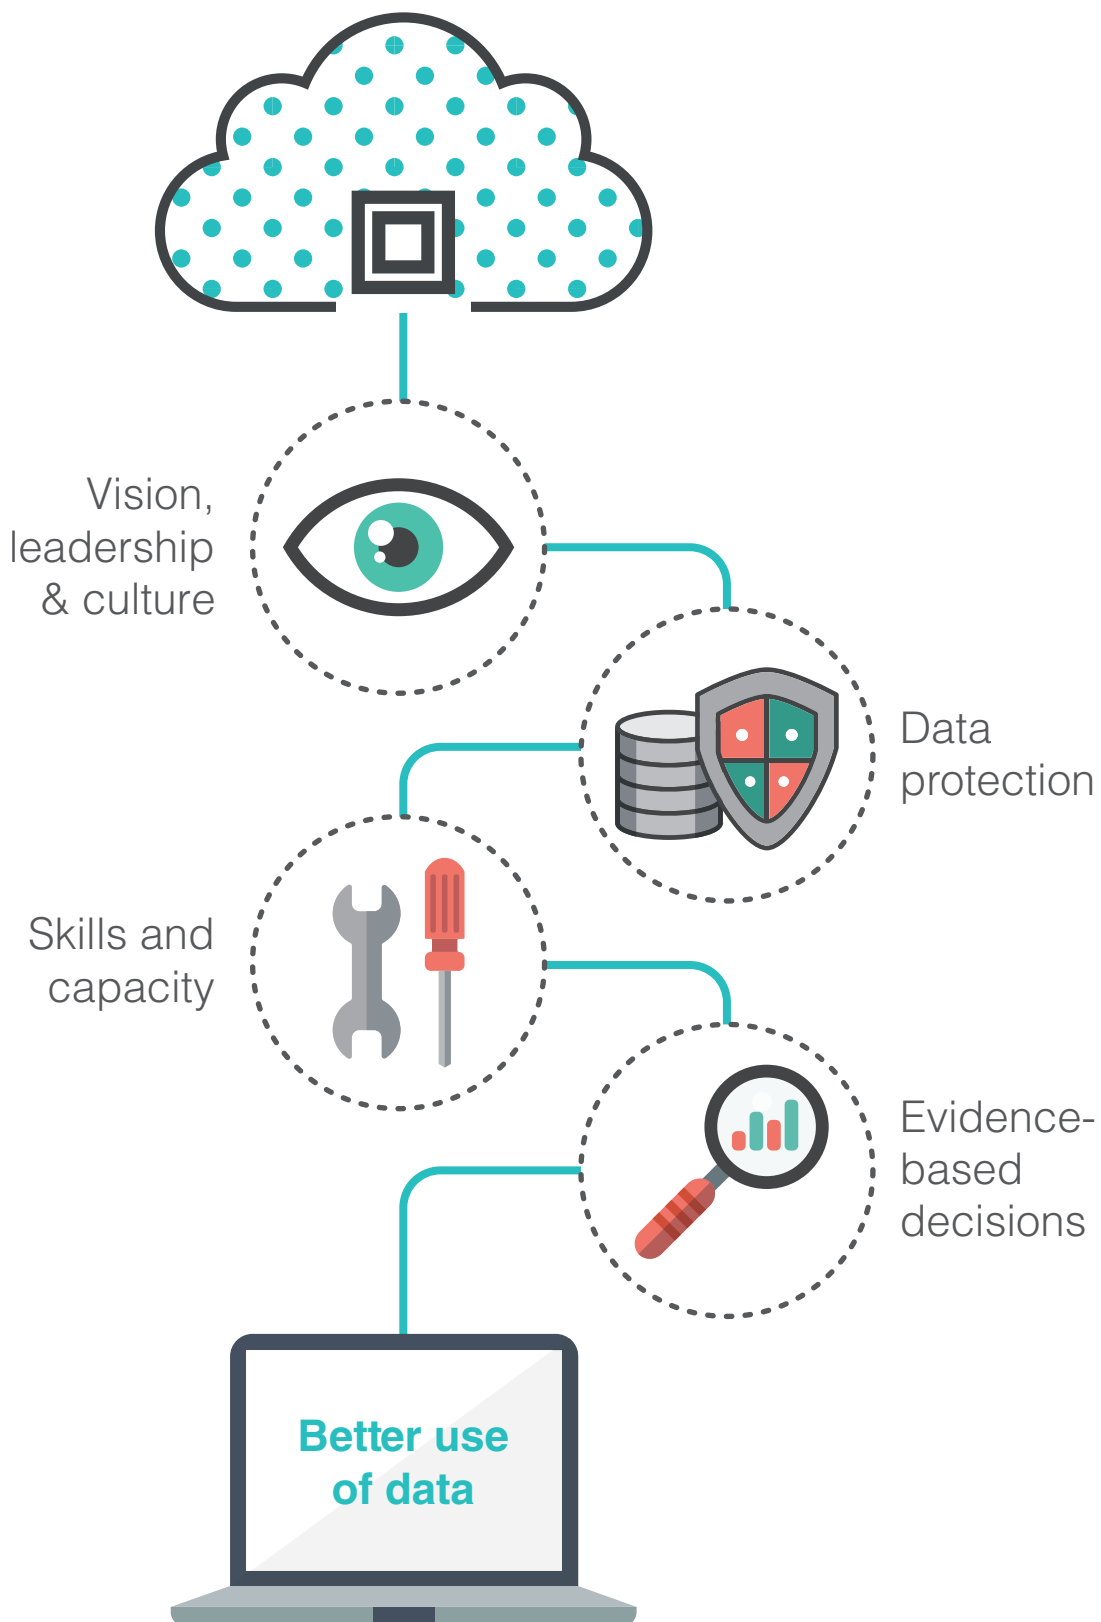 Vision,
leadership
& culture
Data
protection
Skills and
capacity
Evidence-
based
decisions
Better use
of data